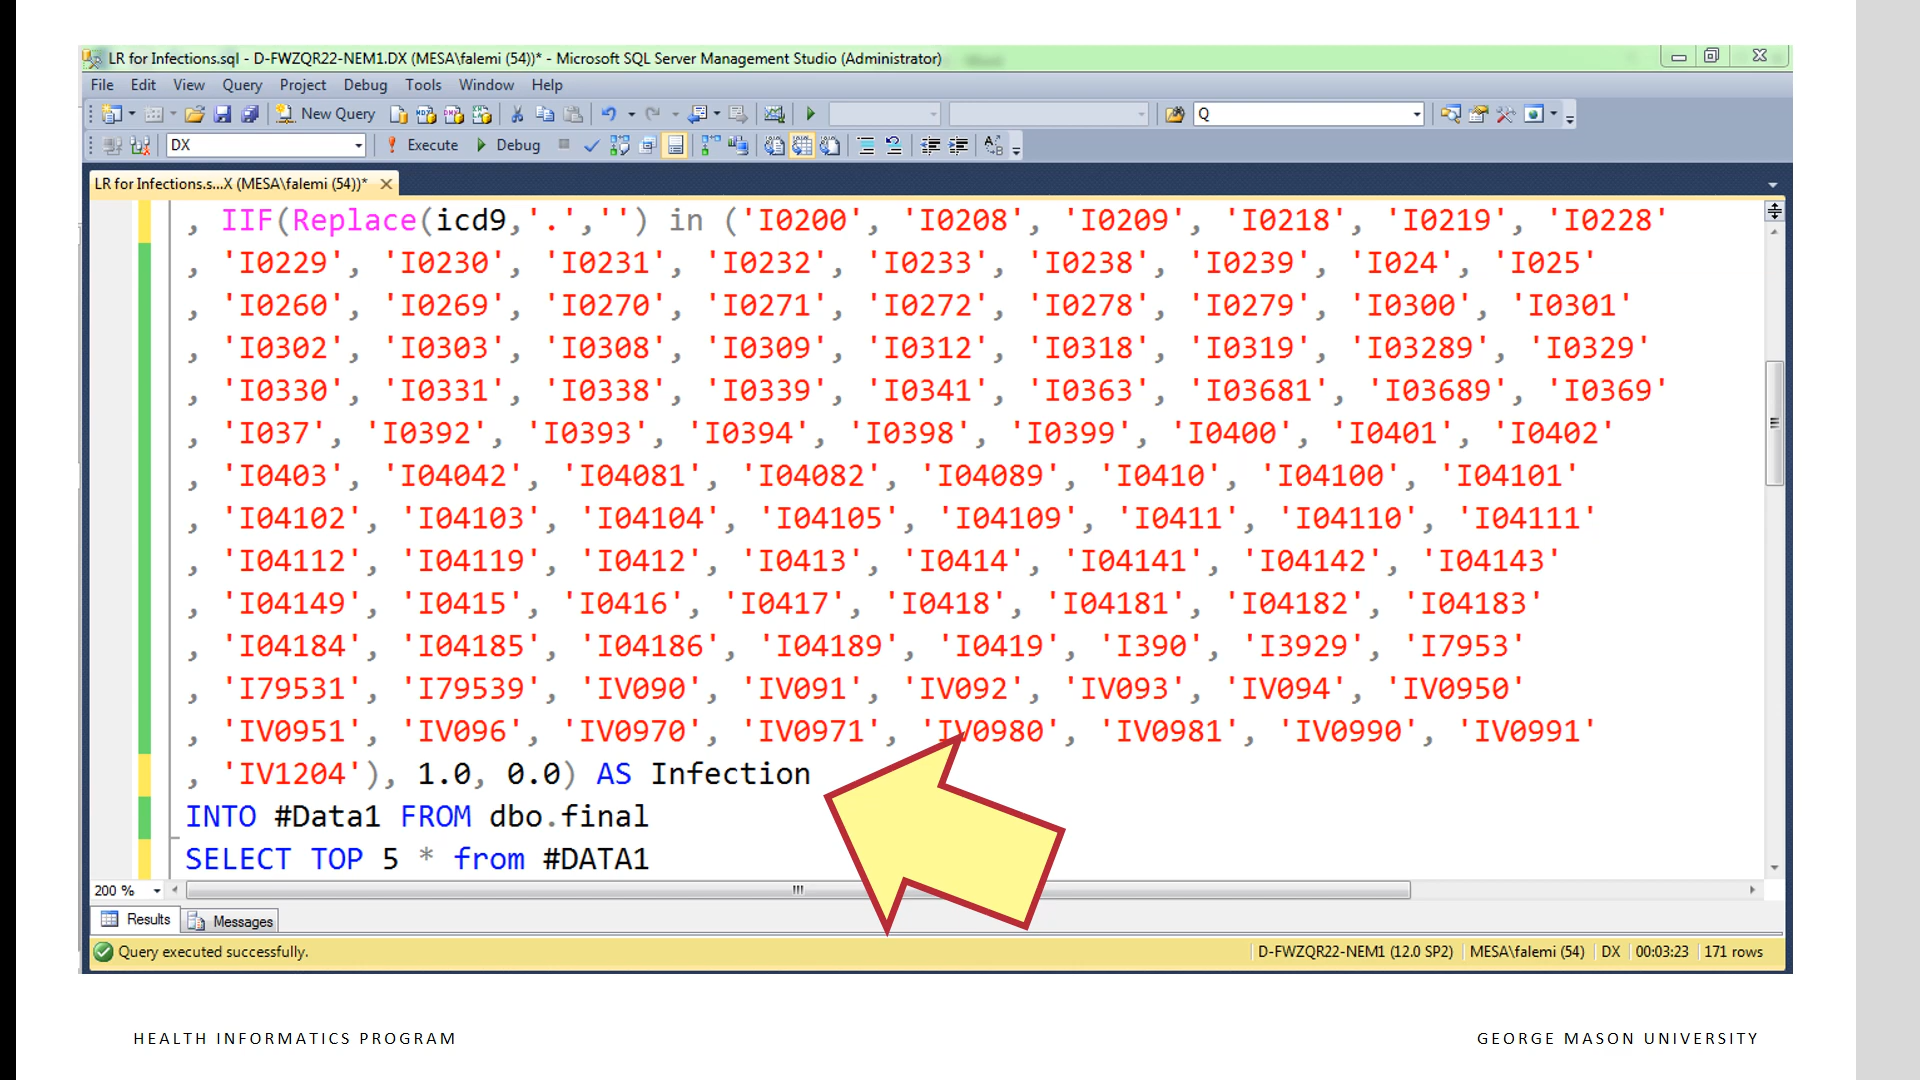 LR for Infections.sql - D-FWZQR22-NEM1.DX (MESA\falemi (54))* - Microsoft SQL Server Management Studio (Administrator)
File Edit View Query Project Debug Tools Window Help
New Query Q
DX Execute Debug
LR for Infections.s...X (MESA\falemi (54))*
, IIF(Replace(icd9,'.','') in ('I0200', 'I0208', 'I0209', 'I0218', 'I0219', 'I0228'
, 'I0229', 'I0230', 'I0231', 'I0232', 'I0233', 'I0238', 'I0239', 'I024', 'I025'
, 'I0260', 'I0269', 'I0270', 'I0271', 'I0272', 'I0278', 'I0279', 'I0300', 'I0301'
, 'I0302', 'I0303', 'I0308', 'I0309', 'I0312', 'I0318', 'I0319', 'I03289', 'I0329'
, 'I0330', 'I0331', 'I0338', 'I0339', 'I0341', 'I0363', 'I03681', 'I03689', 'I0369'
, 'I037', 'I0392', 'I0393', 'I0394', 'I0398', 'I0399', 'I0400', 'I0401', 'I0402'
, 'I0403', 'I04042', 'I04081', 'I04082', 'I04089', 'I0410', 'I04100', 'I04101'
, 'I04102', 'I04103', 'I04104', 'I04105', 'I04109', 'I0411', 'I04110', 'I04111'
, 'I04112', 'I04119', 'I0412', 'I0413', 'I0414', 'I04141', 'I04142', 'I04143'
, 'I04149', 'I0415', 'I0416', 'I0417', 'I0418', 'I04181', 'I04182', 'I04183'
, 'I04184', 'I04185', 'I04186', 'I04189', 'I0419', 'I390', 'I3929', 'I7953'
, 'I79531', 'I79539', 'IV090', 'IV091', 'IV092', 'IV093', 'IV094', 'IV0950'
, 'IV0951', 'IV096', 'IV0970', 'IV0971', 'IV0980', 'IV0981', 'IV0990', 'IV0991'
, 'IV1204'), 1.0, 0.0) AS Infection
INTO #Data1 FROM dbo.final
SELECT TOP 5 * from #DATA1
200 %
Results Messages
Query executed successfully. D-FWZQR22-NEM1 (12.0 SP2) MESA\falemi (54) DX 00:03:23 171 rows
HEALTH INFORMATICS PROGRAM GEORGE MASON UNIVERSITY